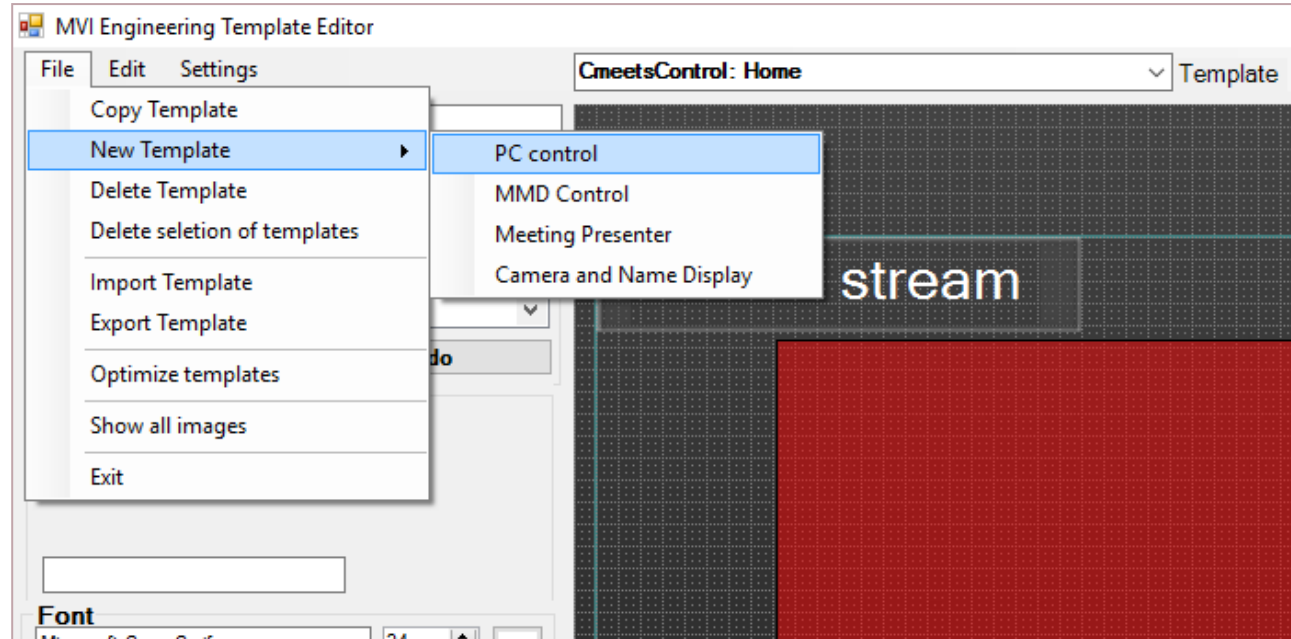 MVI Engineering Template Editor
File Edit Settings
CmeetsControl: Home
Template
Copy Template
New Template
Delete Template
Delete seletion of templates
Import Template
Export Template
Optimize templates
Show all images
Exit
PC control
MMD Control
Meeting Presenter
Camera and Name Display
stream
do
Font
24